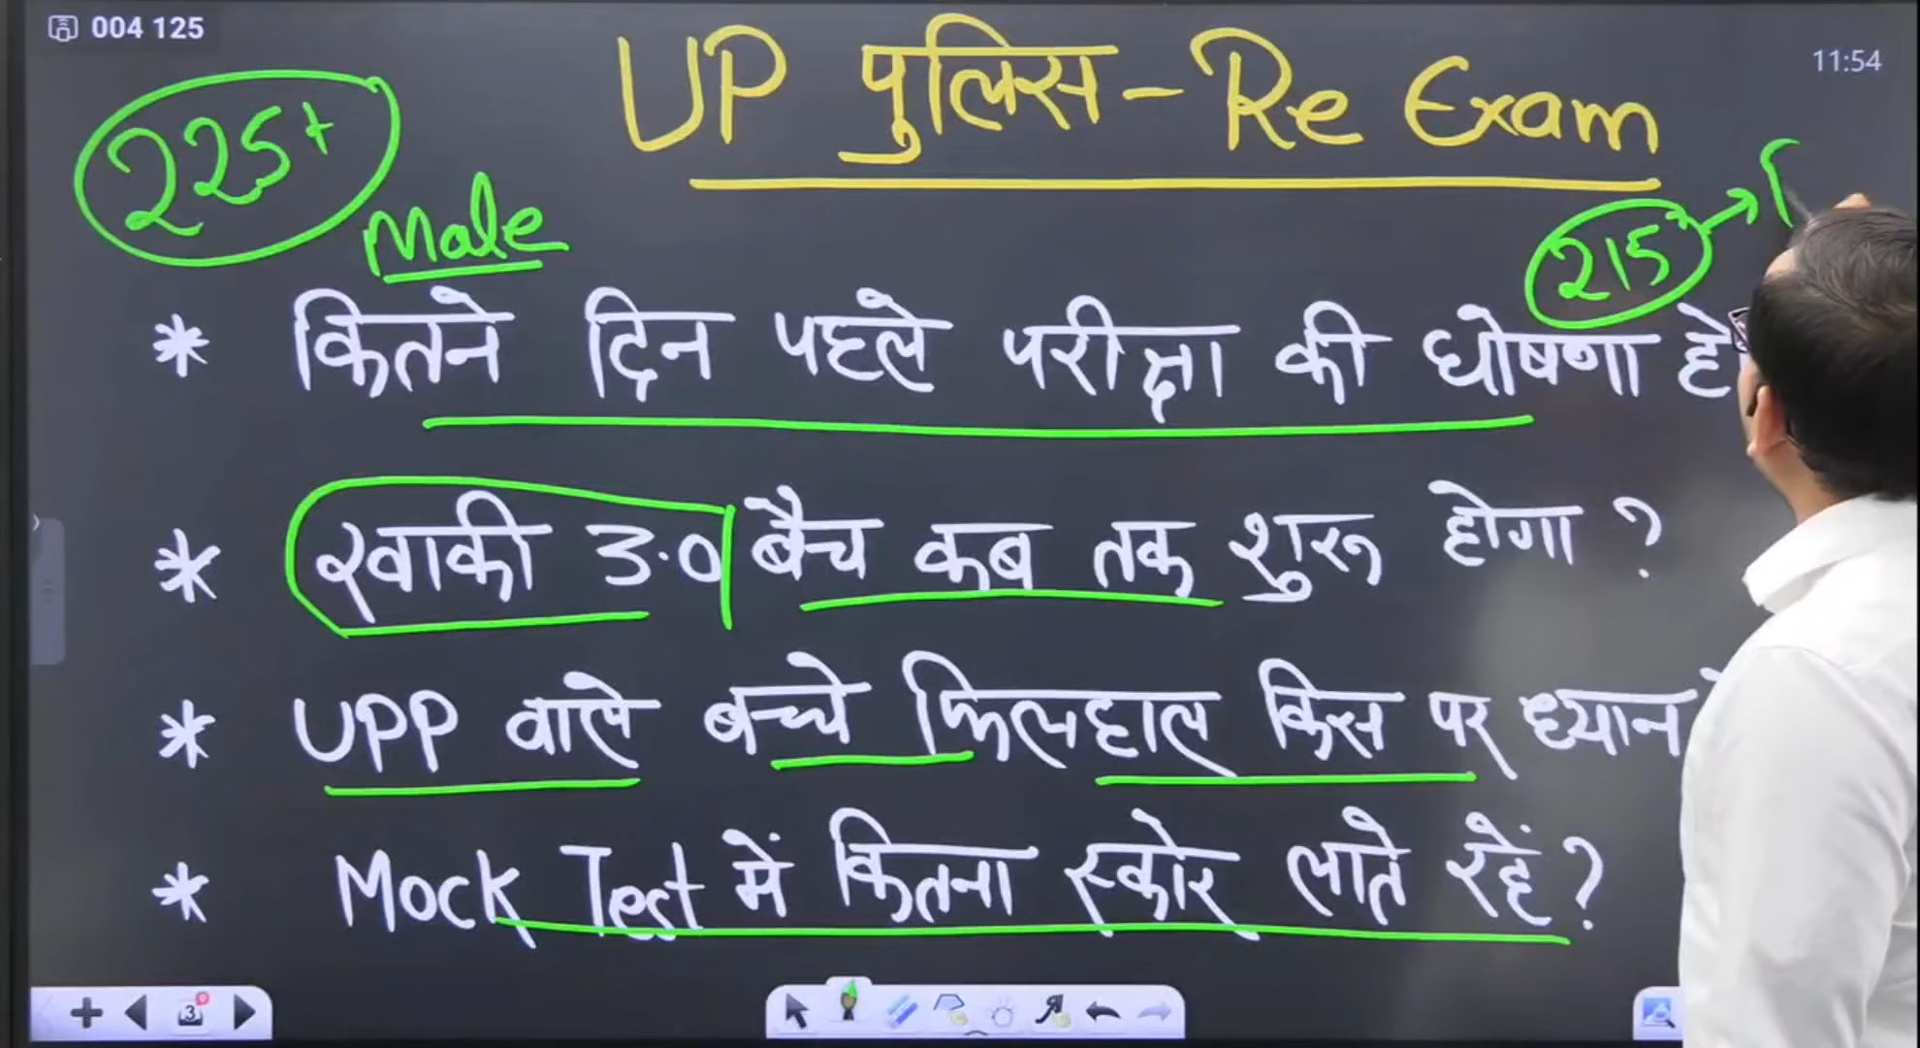 004 125
UP पुलिस - Re Exam
11:54
225+
Male
215+ →
* कितने दिन पहले परीक्षा की घोषणा हो
* खाकी 3.0 बैच कब तक शुरू होगा ?
* UPP वाले बच्चे फिलहाल किस पर ध्यान
* Mock Test में कितना स्कोर लाते रहें ?
3